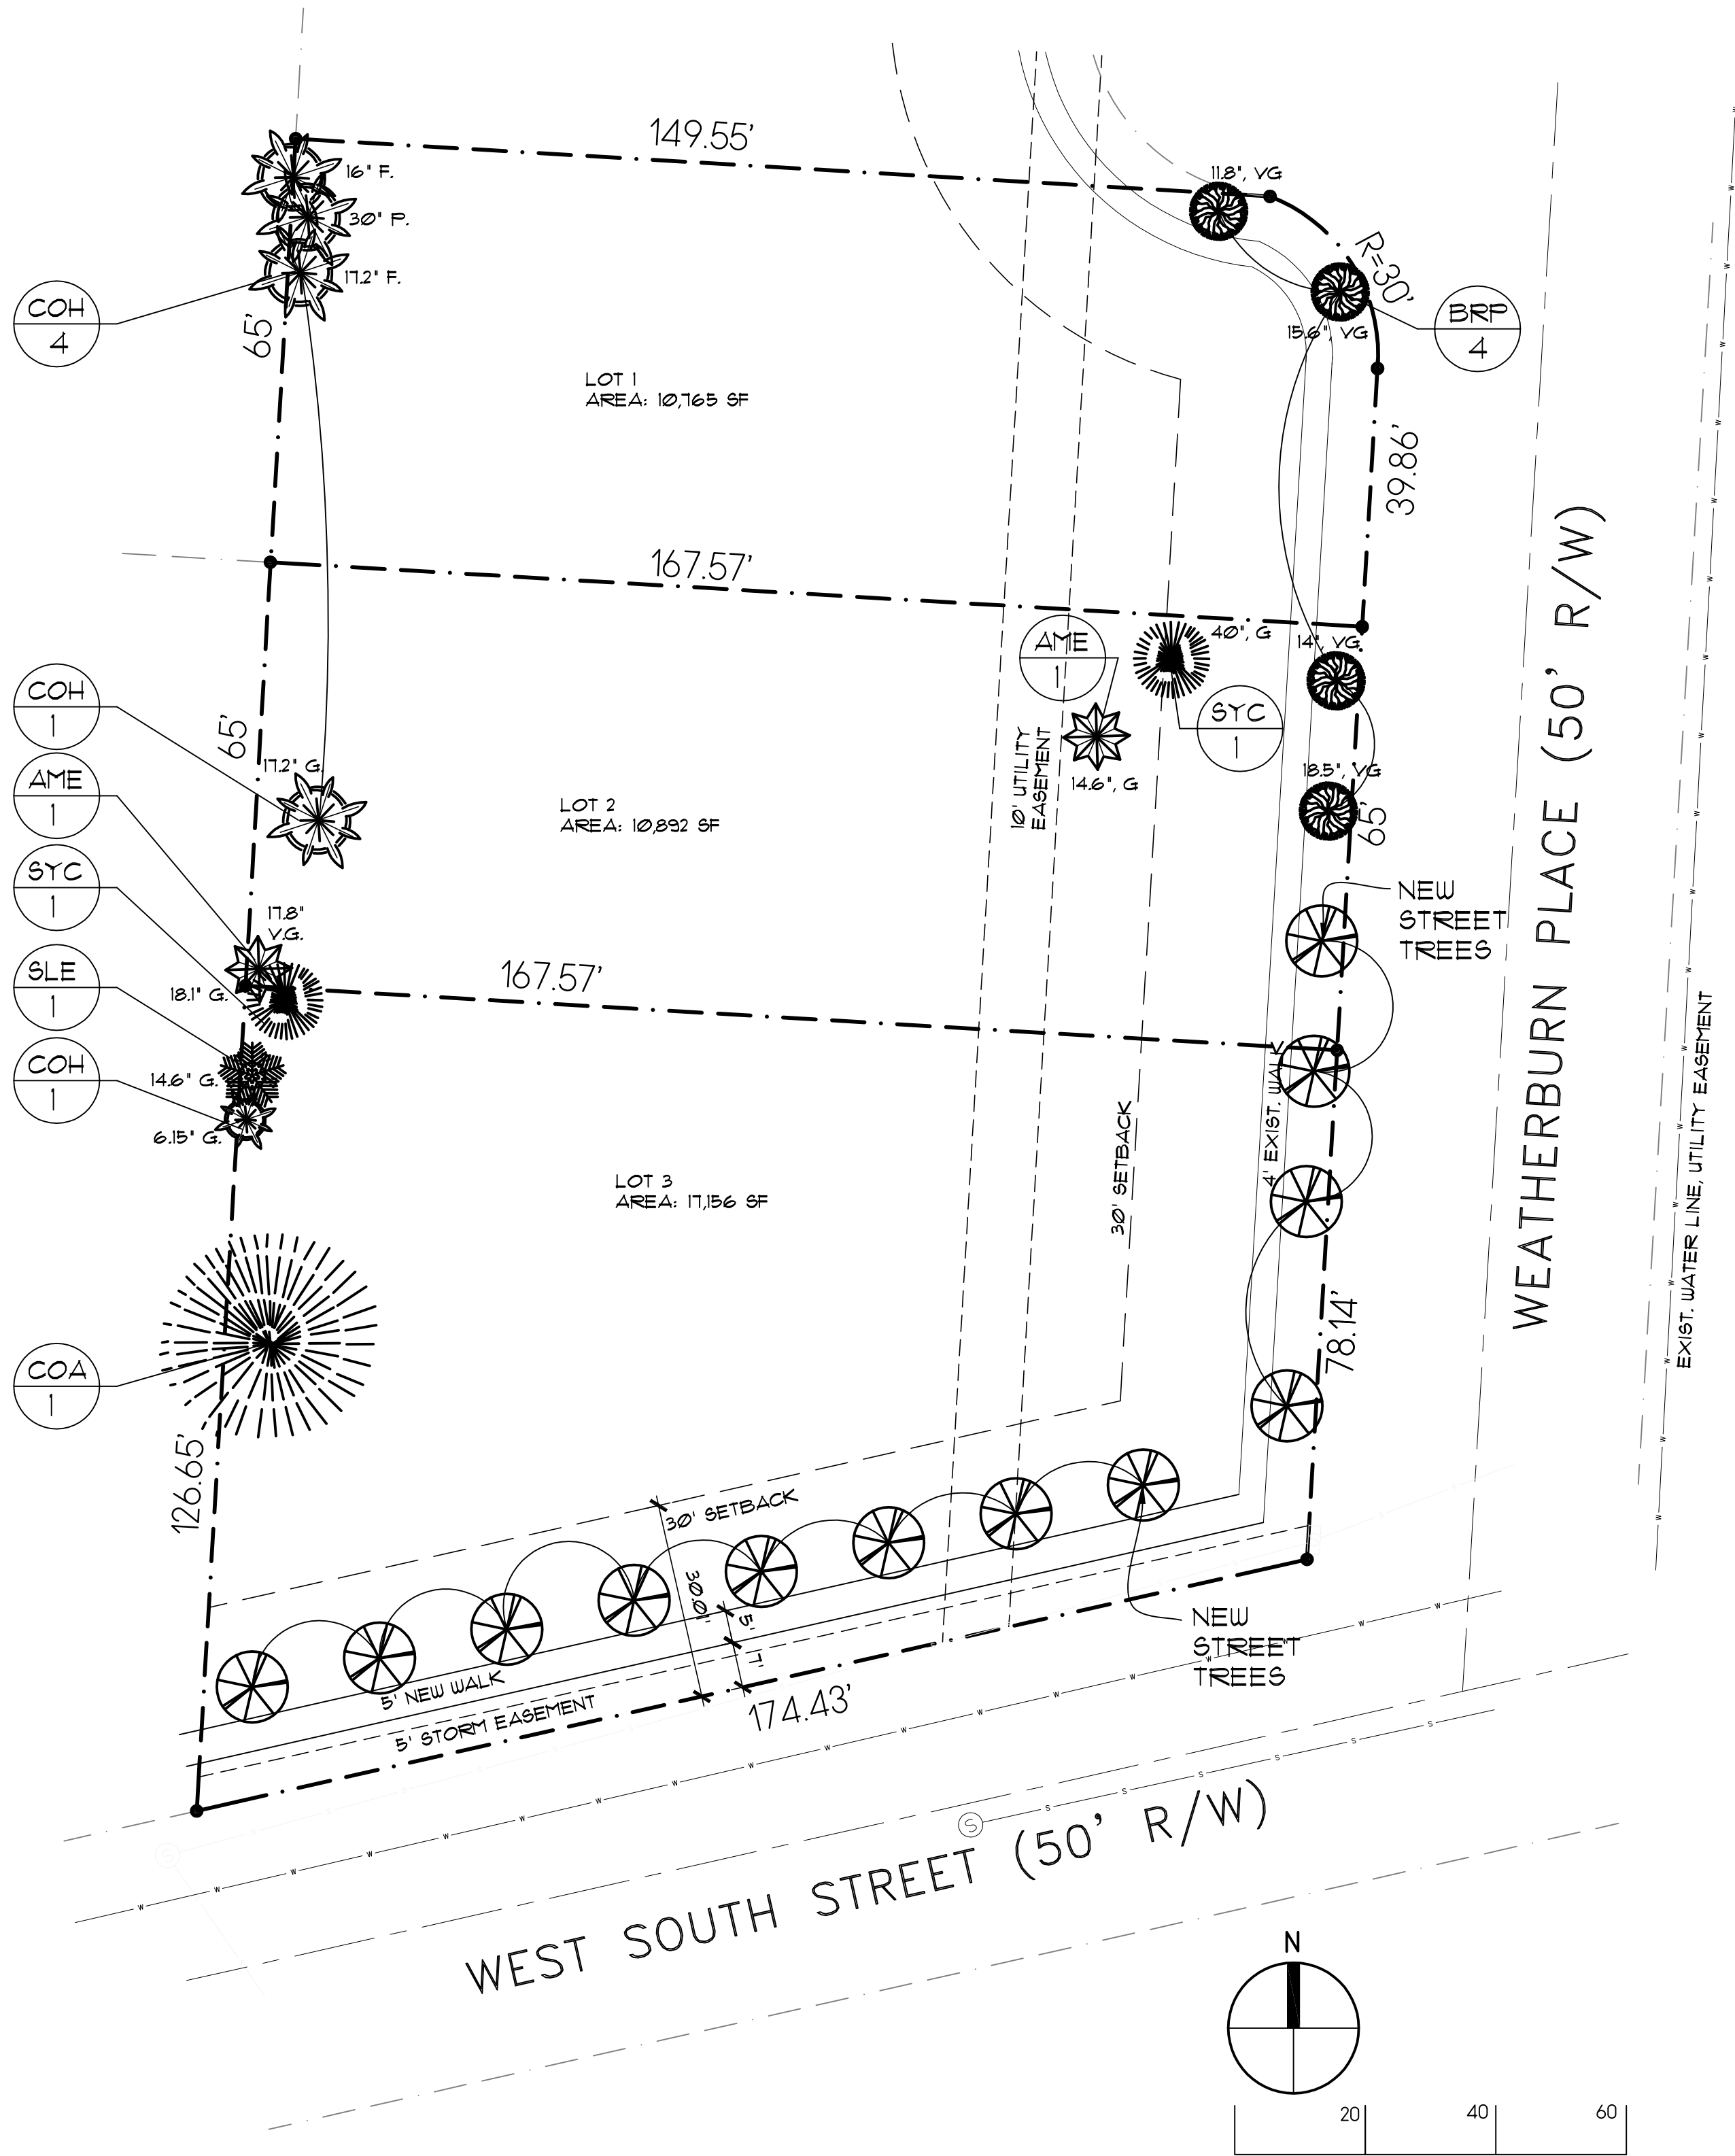 149.55'
11.8", VG
16" F.
30" P.
17.2" F.
R=30'
COH
4
65'
15.6", VG
BRP
4
LOT 1
AREA: 10,765 SF
39.86'
167.57'
AME
1
40", G
14", VG
SYC
1
COH
1
65'
17.2" G.
10' UTILITY
EASEMENT
14.6", G
18.5", VG
65'
AME
1
LOT 2
AREA: 10,892 SF
SYC
1
17.8"
V.G.
NEW
STREET
TREES
WEATHERBURN PLACE (50' R/W)
SLE
1
18.1" G.
167.57'
EXIST. WATER LINE, UTILITY EASEMENT
COH
1
14.6" G.
6.15" G.
4' EXIST. WALK
30' SETBACK
LOT 3
AREA: 17,156 SF
COA
1
78.14'
126.65'
30' SETBACK
30.01'
5'
7'
NEW
STREET
TREES
5' NEW WALK
5' STORM EASEMENT
174.43'
W W W W W W W W W W W W W W W W W W
S S S S S S
S
WEST SOUTH STREET (50' R/W)
N
20 40 60